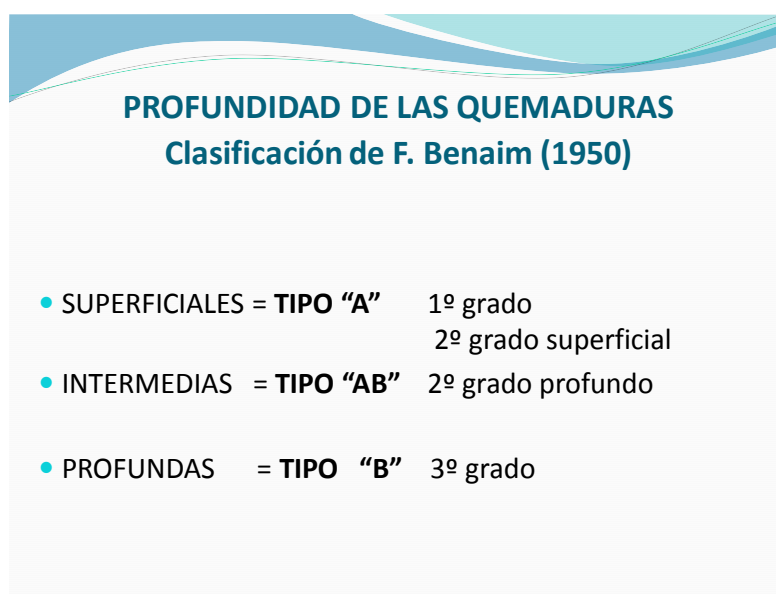 PROFUNDIDAD DE LAS QUEMADURAS
Clasificación de F. Benaim (1950)
• SUPERFICIALES = TIPO “A” 1º grado
2º grado superficial
• INTERMEDIAS = TIPO “AB” 2º grado profundo
• PROFUNDAS = TIPO “B” 3º grado